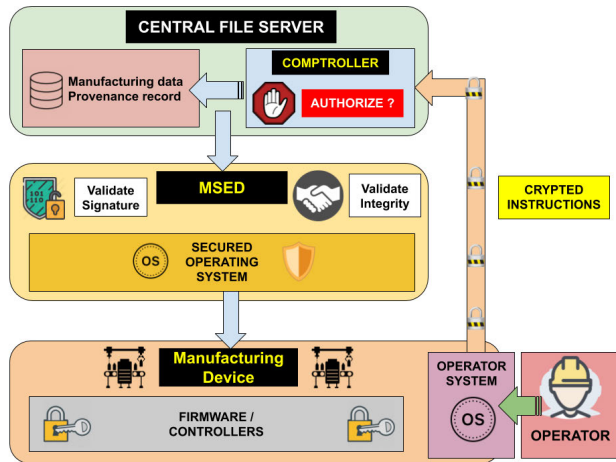 CENTRAL FILE SERVER
Manufacturing data
Provenance record
COMPTROLLER
AUTHORIZE ?
101
110
Validate
Signature
MSED
Validate
Integrity
CRYPTED
INSTRUCTIONS
OS
SECURED
OPERATING
SYSTEM
Manufacturing
Device
FIRMWARE /
CONTROLLERS
OPERATOR
SYSTEM
OS
OPERATOR